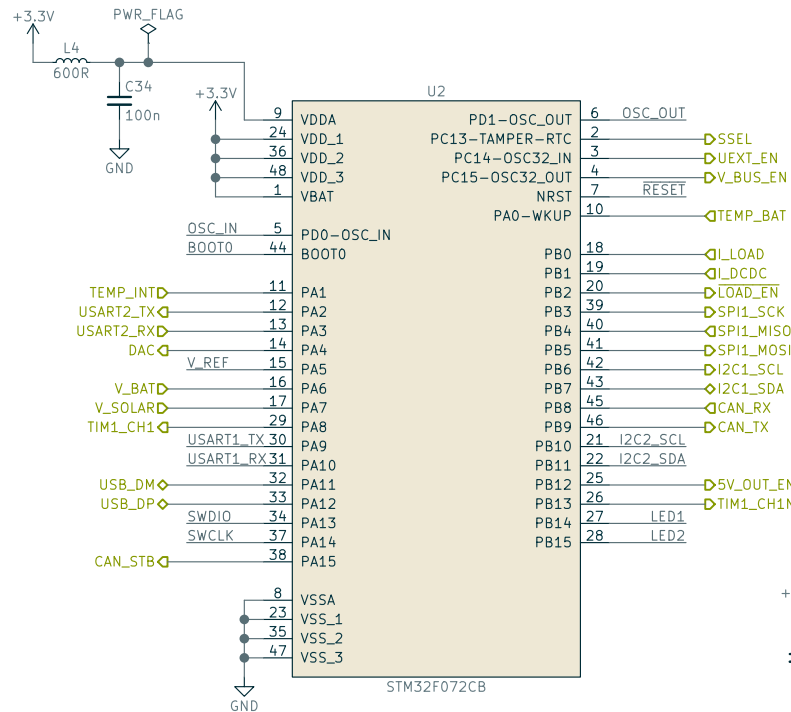 +3.3V
PWR_FLAG
L4
600R
C34
100n
GND
+3.3V
U2
9 VDDA
24 VDD_1
36 VDD_2
48 VDD_3
1 VBAT
OSC_IN 5 PD0-OSC_IN
BOOT0 44 BOOT0
TEMP_INT 11 PA1
USART2_TX 12 PA2
USART2_RX 13 PA3
DAC 14 PA4
V_REF 15 PA5
V_BAT 16 PA6
V_SOLAR 17 PA7
TIM1_CH1 29 PA8
USART1_TX 30 PA9
USART1_RX 31 PA10
USB_DM 32 PA11
USB_DP 33 PA12
SWDIO 34 PA13
SWCLK 37 PA14
CAN_STB 38 PA15
8 VSSA
23 VSS_1
35 VSS_2
47 VSS_3
GND
PD1-OSC_OUT 6 OSC_OUT
PC13-TAMPER-RTC 2 SSEL
PC14-OSC32_IN 3 UEXT_EN
PC15-OSC32_OUT 4 V_BUS_EN
NRST 7 RESET
PA0-WKUP 10 TEMP_BAT
PB0 18 I_LOAD
PB1 19 I_DCDC
PB2 20 LOAD_EN
PB3 39 SPI1_SCK
PB4 40 SPI1_MISO
PB5 41 SPI1_MOSI
PB6 42 I2C1_SCL
PB7 43 I2C1_SDA
PB8 45 CAN_RX
PB9 46 CAN_TX
PB10 21 I2C2_SCL
PB11 22 I2C2_SDA
PB12 25 5V_OUT_EN
PB13 26 TIM1_CH1N
PB14 27 LED1
PB15 28 LED2
STM32F072CB
+